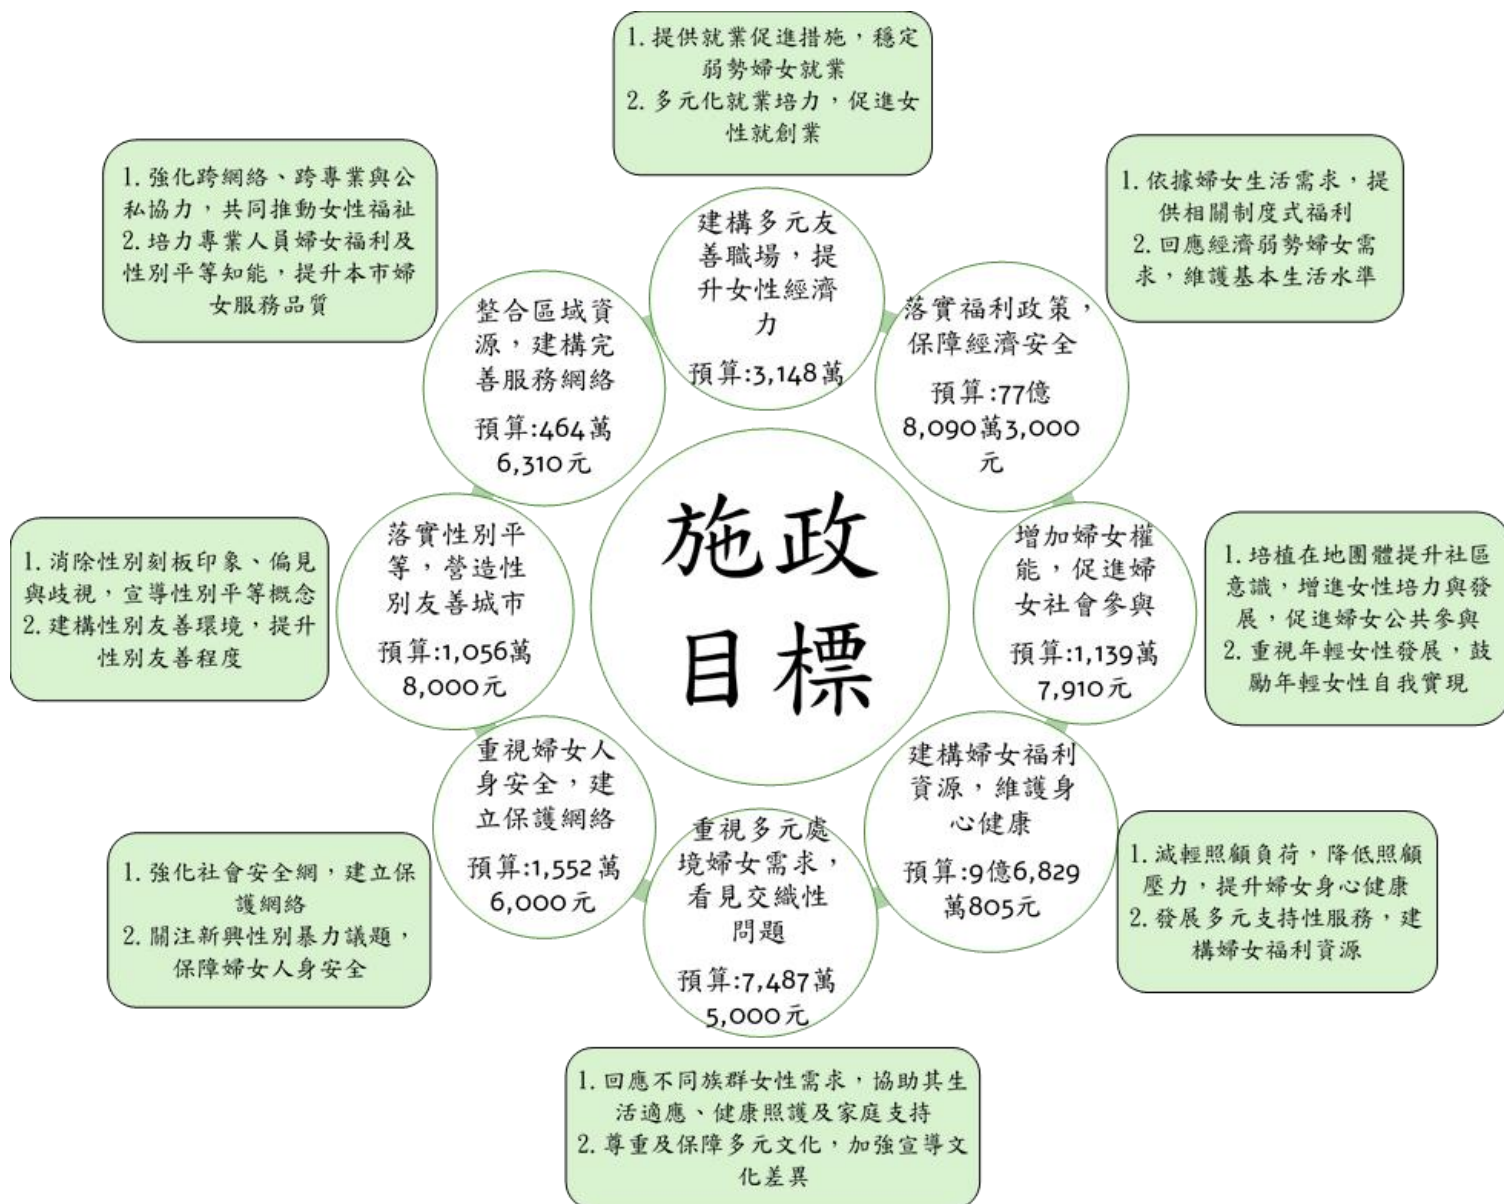 1. 提供就業促進措施，穩定
弱勢婦女就業
2. 多元化就業培力，促進女
性就創業
建構多元友
善職場，提
升女性經濟
力
預算:3,148萬
1. 依據婦女生活需求，提
供相關制度式福利
2. 回應經濟弱勢婦女需
求，維護基本生活水準
落實福利政策，
保障經濟安全
預算:77億
8,090萬3,000
元
1. 培植在地團體提升社區
意識，增進女性培力與發
展，促進婦女公共參與
2. 重視年輕女性發展，鼓
勵年輕女性自我實現
增加婦女權
能，促進婦
女社會參與
預算:1,139萬
7,910元
1. 減輕照顧負荷，降低照顧
壓力，提升婦女身心健康
2. 發展多元支持性服務，建
構婦女福利資源
建構婦女福利
資源，維護身
心健康
預算:9億6,829
萬805元
重視多元處
境婦女需求，
看見交織性
問題
預算:7,487萬
5,000元
1. 回應不同族群女性需求，協助其生
活適應、健康照護及家庭支持
2. 尊重及保障多元文化，加強宣導文
化差異
重視婦女人
身安全，建
立保護網絡
預算:1,552萬
6,000元
1. 強化社會安全網，建立保
護網絡
2. 關注新興性別暴力議題，
保障婦女人身安全
落實性別平
等，營造性
別友善城市
預算:1,056萬
8,000元
1. 消除性別刻板印象、偏見
與歧視，宣導性別平等概念
2. 建構性別友善環境，提升
性別友善程度
整合區域資
源，建構完
善服務網絡
預算:464萬
6,310元
1. 強化跨網絡、跨專業與公
私協力，共同推動女性福祉
2. 培力專業人員婦女福利及
性別平等知能，提升本市婦
女服務品質
施政
目標